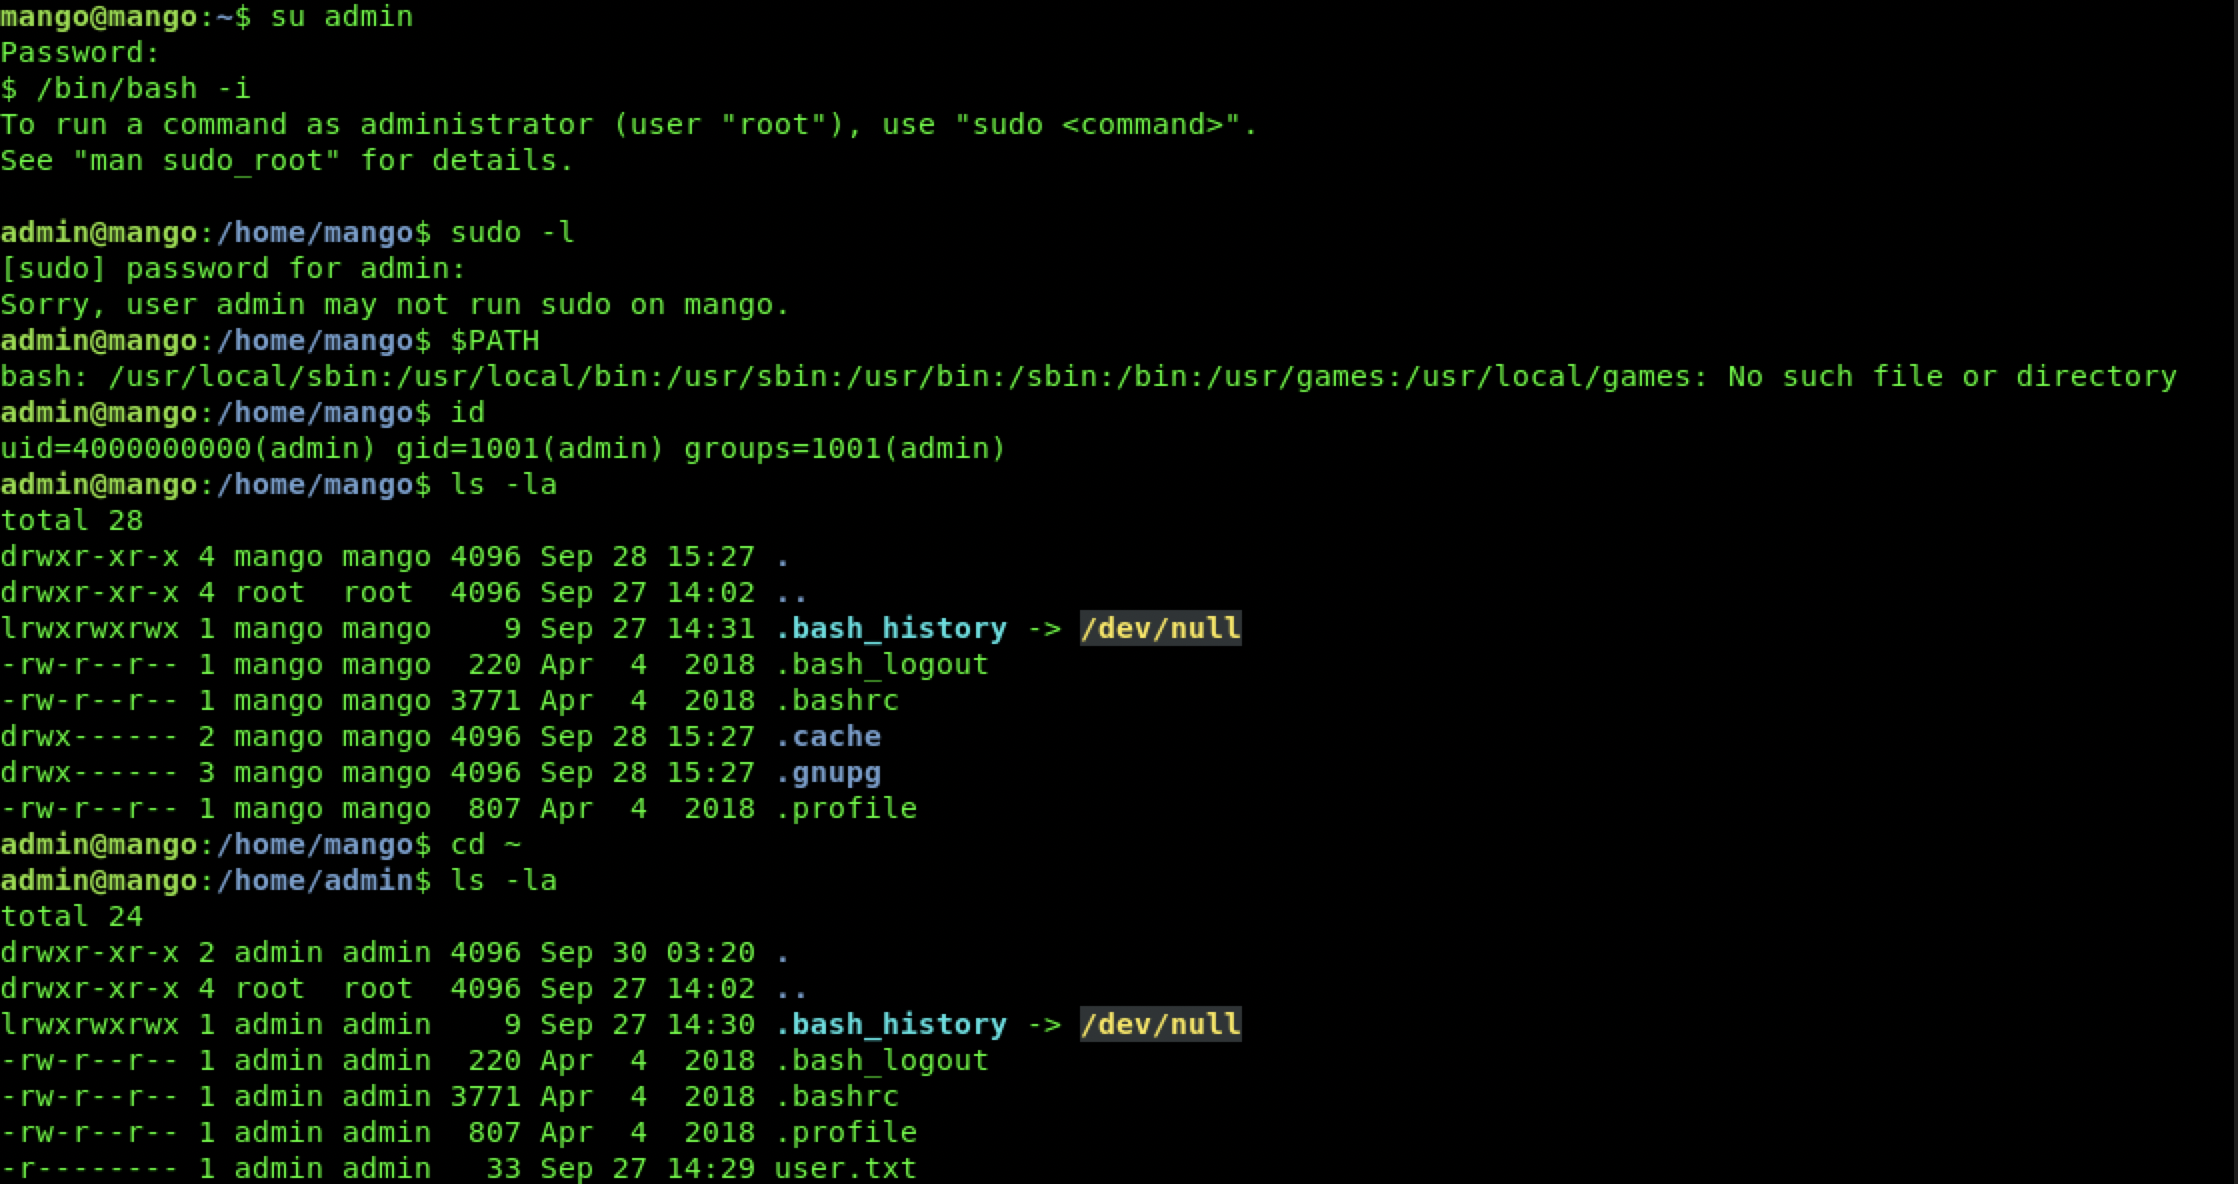 mango@mango:~$ su admin
Password:
$ /bin/bash -i
To run a command as administrator (user "root"), use "sudo <command>".
See "man sudo_root" for details.

admin@mango:/home/mango$ sudo -l
[sudo] password for admin:
Sorry, user admin may not run sudo on mango.
admin@mango:/home/mango$ $PATH
bash: /usr/local/sbin:/usr/local/bin:/usr/sbin:/usr/bin:/sbin:/bin:/usr/games:/usr/local/games: No such file or directory
admin@mango:/home/mango$ id
uid=4000000000(admin) gid=1001(admin) groups=1001(admin)
admin@mango:/home/mango$ ls -la
total 28
drwxr-xr-x 4 mango mango 4096 Sep 28 15:27 .
drwxr-xr-x 4 root  root  4096 Sep 27 14:02 ..
lrwxrwxrwx 1 mango mango    9 Sep 27 14:31 .bash_history -> /dev/null
-rw-r--r-- 1 mango mango  220 Apr  4  2018 .bash_logout
-rw-r--r-- 1 mango mango 3771 Apr  4  2018 .bashrc
drwx------ 2 mango mango 4096 Sep 28 15:27 .cache
drwx------ 3 mango mango 4096 Sep 28 15:27 .gnupg
-rw-r--r-- 1 mango mango  807 Apr  4  2018 .profile
admin@mango:/home/mango$ cd ~
admin@mango:/home/admin$ ls -la
total 24
drwxr-xr-x 2 admin admin 4096 Sep 30 03:20 .
drwxr-xr-x 4 root  root  4096 Sep 27 14:02 ..
lrwxrwxrwx 1 admin admin    9 Sep 27 14:30 .bash_history -> /dev/null
-rw-r--r-- 1 admin admin  220 Apr  4  2018 .bash_logout
-rw-r--r-- 1 admin admin 3771 Apr  4  2018 .bashrc
-rw-r--r-- 1 admin admin  807 Apr  4  2018 .profile
-r-------- 1 admin admin   33 Sep 27 14:29 user.txt